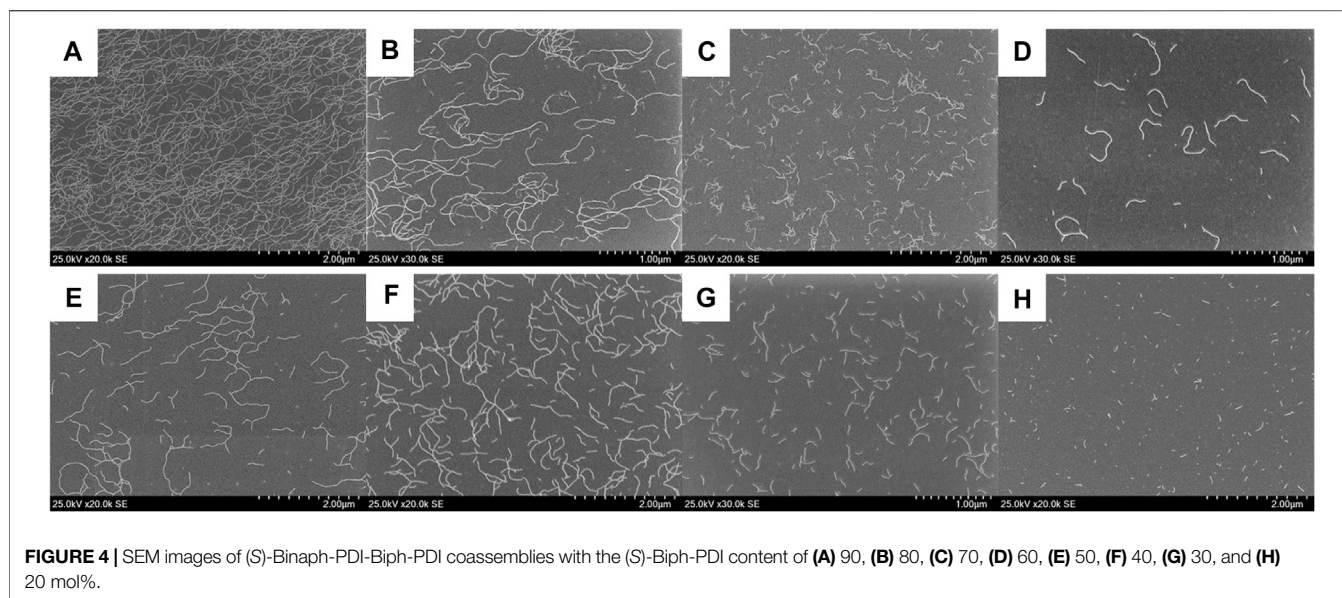 A
B
C
D
25.0kV x20.0k SE 2.00μm
25.0kV x30.0k SE 1.00μm
25.0kV x20.0k SE 2.00μm
25.0kV x30.0k SE 1.00μm
E
F
G
H
25.0kV x20.0k SE 2.00μm
25.0kV x20.0k SE 2.00μm
25.0kV x30.0k SE 1.00μm
25.0kV x20.0k SE 2.00μm
FIGURE 4 | SEM images of (S)-Binaph-PDI-Biph-PDI coassemblies with the (S)-Biph-PDI content of (A) 90, (B) 80, (C) 70, (D) 60, (E) 50, (F) 40, (G) 30, and (H)
20 mol%.